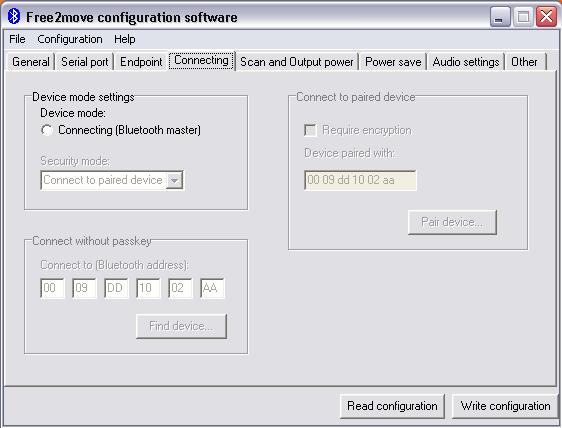 Free2move configuration software
File Configuration Help
General Serial port Endpoint Connecting Scan and Output power Power save Audio settings Other
Device mode settings
Device mode:
Connecting (Bluetooth master)
Security mode:
Connect to paired device
Connect to paired device
Require encryption
Device paired with:
00 09 dd 10 02 aa
Pair device...
Connect without passkey
Connect to (Bluetooth address):
00 09 DD 10 02 AA
Find device...
Read configuration Write configuration